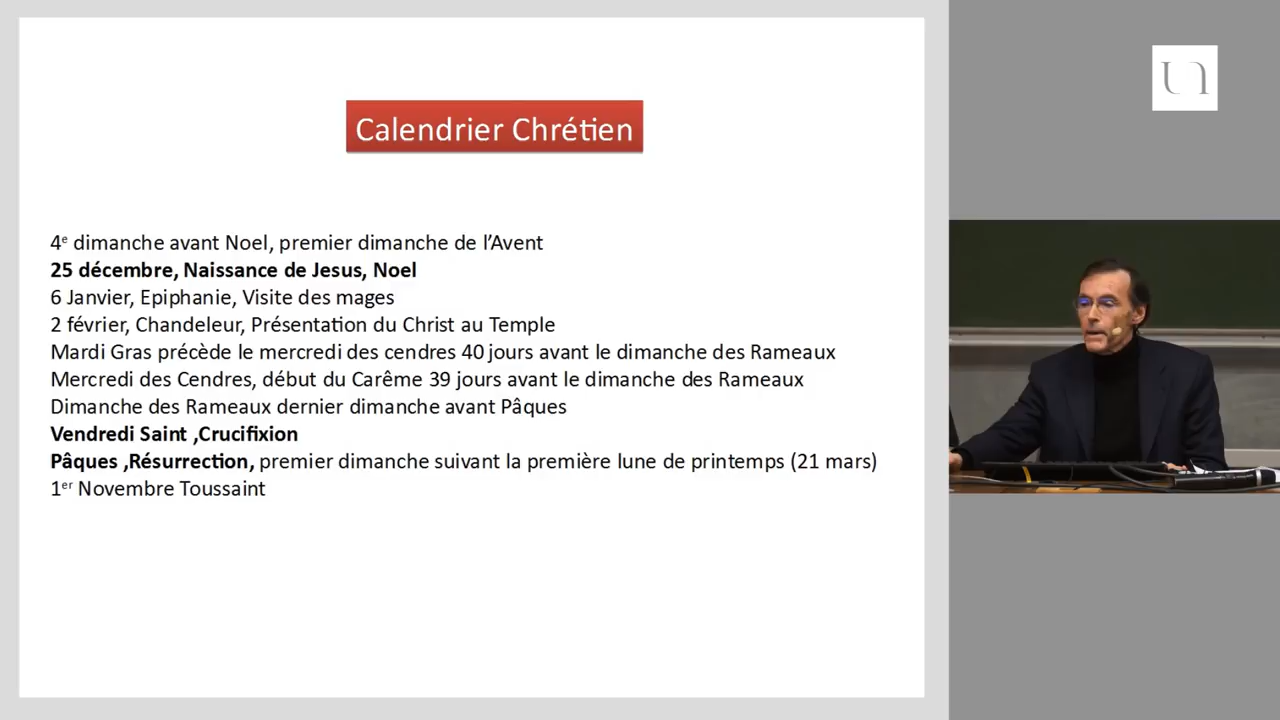 Calendrier Chrétien
4e dimanche avant Noel, premier dimanche de l’Avent
25 décembre, Naissance de Jesus, Noel
6 Janvier, Epiphanie, Visite des mages
2 février, Chandeleur, Présentation du Christ au Temple
Mardi Gras précède le mercredi des cendres 40 jours avant le dimanche des Rameaux
Mercredi des Cendres, début du Carême 39 jours avant le dimanche des Rameaux
Dimanche des Rameaux dernier dimanche avant Pâques
Vendredi Saint ,Crucifixion
Pâques ,Résurrection, premier dimanche suivant la première lune de printemps (21 mars)
1er Novembre Toussaint